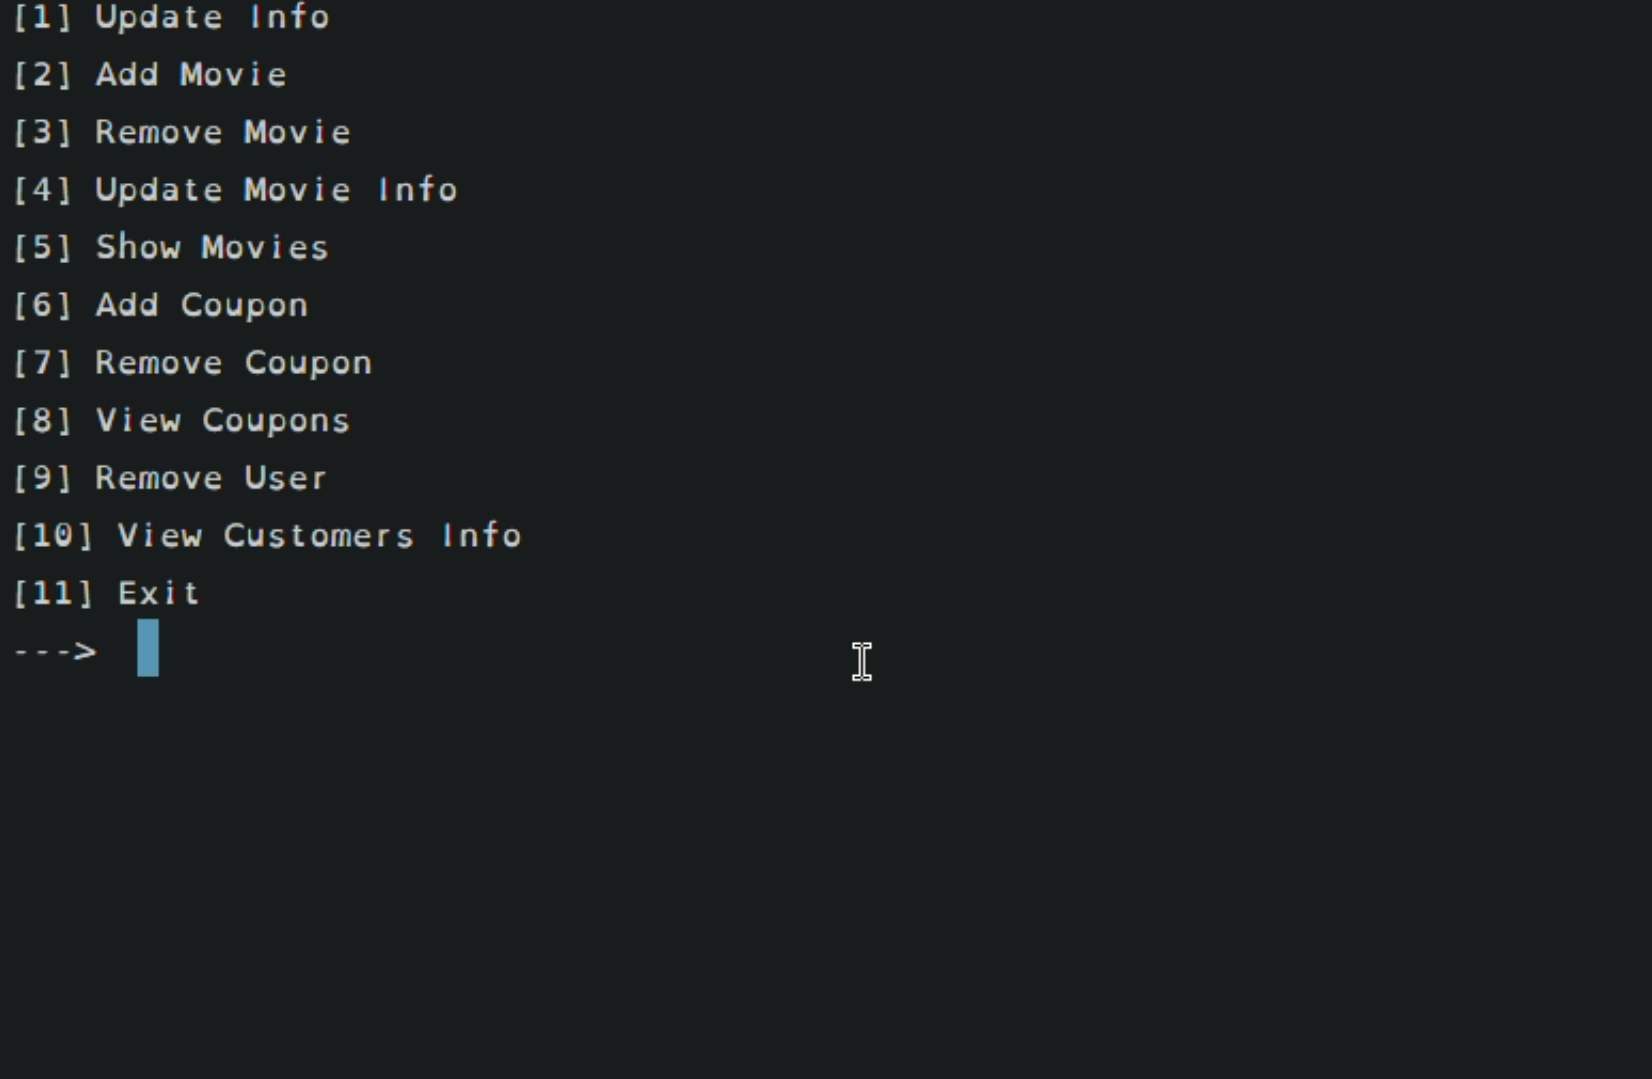 [1] Update Info
[2] Add Movie
[3] Remove Movie
[4] Update Movie Info
[5] Show Movies
[6] Add Coupon
[7] Remove Coupon
[8] View Coupons
[9] Remove User
[10] View Customers Info
[11] Exit
--->